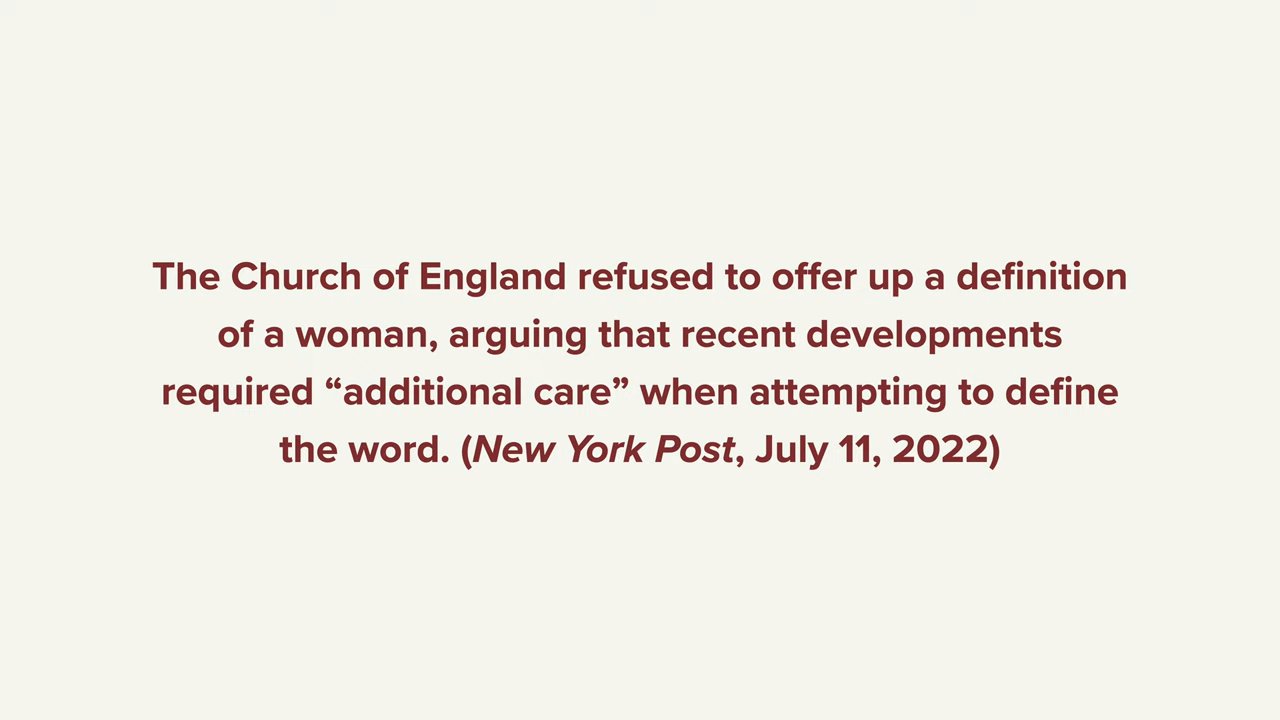 The Church of England refused to offer up a definition
of a woman, arguing that recent developments
required “additional care” when attempting to define
the word. (New York Post, July 11, 2022)